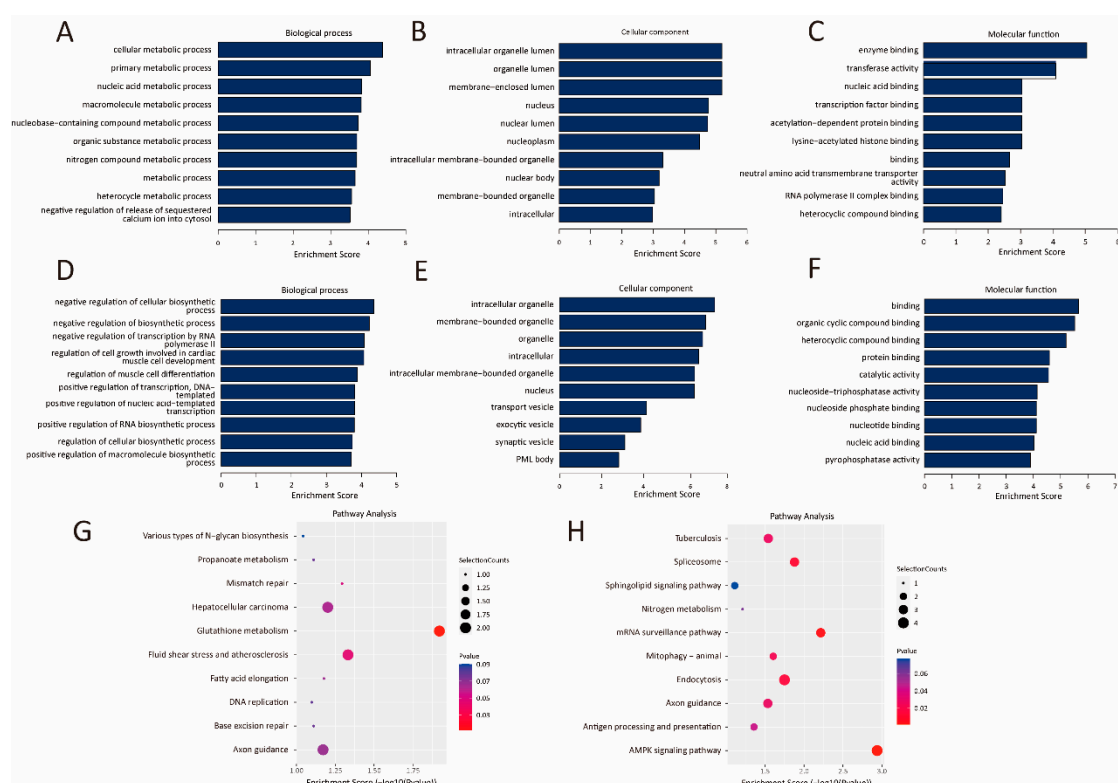 A
Biological process
cellular metabolic process
primary metabolic process
nucleic acid metabolic process
macromolecule metabolic process
nucleobase-containing compound metabolic process
organic substance metabolic process
nitrogen compound metabolic process
metabolic process
heterocycle metabolic process
negative regulation of release of sequestered
calcium ion into cytosol
0 1 2 3 4 5
Enrichment Score
B
Cellular component
intracellular organelle lumen
organelle lumen
membrane-enclosed lumen
nucleus
nuclear lumen
nucleoplasm
intracellular membrane-bounded organelle
nuclear body
membrane-bounded organelle
intracellular
0 1 2 3 4 5 6
Enrichment Score
C
Molecular function
enzyme binding
transferase activity
nucleic acid binding
transcription factor binding
acetylation-dependent protein binding
lysine-acetylated histone binding
binding
neutral amino acid transmembrane transporter
activity
RNA polymerase II complex binding
heterocyclic compound binding
0 1 2 3 4 5 6
Enrichment Score
D
Biological process
negative regulation of cellular biosynthetic
process
negative regulation of biosynthetic process
negative regulation of transcription by RNA
polymerase II
regulation of cell growth involved in cardiac
muscle cell development
regulation of muscle cell differentiation
positive regulation of transcription, DNA-
templated
positive regulation of nucleic acid-templated
transcription
positive regulation of RNA biosynthetic process
regulation of cellular biosynthetic process
positive regulation of macromolecule biosynthetic
process
0 1 2 3 4 5
Enrichment Score
E
Cellular component
intracellular organelle
membrane-bounded organelle
organelle
intracellular
intracellular membrane-bounded organelle
nucleus
transport vesicle
exocytic vesicle
synaptic vesicle
PML body
0 2 4 6 7 8
Enrichment Score
F
Molecular function
binding
organic cyclic compound binding
heterocyclic compound binding
protein binding
catalytic activity
nucleoside-triphosphatase activity
nucleoside phosphate binding
nucleotide binding
nucleic acid binding
pyrophosphatase activity
0 1 2 3 4 5 6 7
Enrichment Score
G
Pathway Analysis
Various types of N-glycan biosynthesis
Propanoate metabolism
Mismatch repair
Hepatocellular carcinoma
Glutathione metabolism
Fluid shear stress and atherosclerosis
Fatty acid elongation
DNA replication
Base excision repair
Axon guidance
1.00 1.25 1.50 1.75
Enrichment Score (-log10(Pvalue))
SelectionCounts
1.00
1.25
1.50
1.75
2.00
Pvalue
0.09
0.07
0.05
0.03
H
Pathway Analysis
Tuberculosis
Spliceosome
Sphingolipid signaling pathway
Nitrogen metabolism
mRNA surveillance pathway
Mitophagy - animal
Endocytosis
Axon guidance
Antigen processing and presentation
AMPK signaling pathway
1.5 2.0 2.5 3.0
Enrichment Score (-log10(Pvalue))
SelectionCounts
1
2
3
4
Pvalue
0.06
0.04
0.02